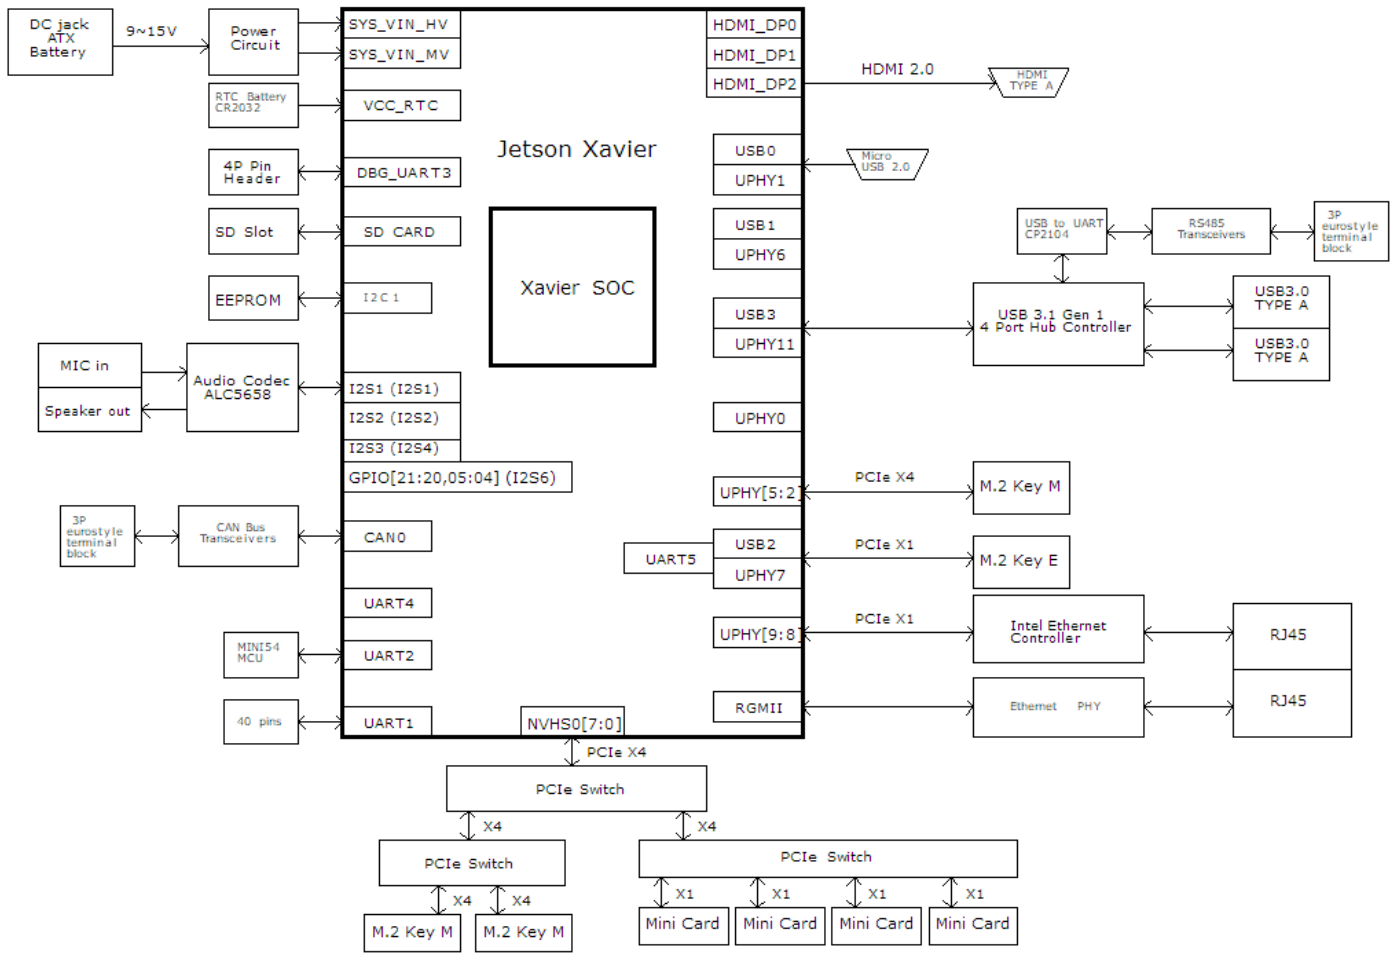 DC jack
ATX
Battery
9~15V
Power
Circuit
SYS_VIN_HV
SYS_VIN_MV
RTC Battery
CR2032
VCC_RTC
4P Pin
Header
DBG_UART3
SD Slot
SD CARD
EEPROM
I2C1
MIC in
Speaker out
Audio Codec
ALC5658
I2S1 (I2S1)
I2S2 (I2S2)
I2S3 (I2S4)
GPIO[21:20,05:04] (I2S6)
3P
eurostyle
terminal
block
CAN Bus
Transceivers
CAN0
UART4
MINI54
MCU
UART2
40 pins
UART1
Jetson Xavier
Xavier SOC
HDMI_DP0
HDMI_DP1
HDMI_DP2
HDMI 2.0
HDMI
TYPE A
USB0
UPHY1
Micro
USB 2.0
USB1
UPHY6
USB to UART
CP2104
RS485
Transceivers
3P
eurostyle
terminal
block
USB3
UPHY11
USB 3.1 Gen 1
4 Port Hub Controller
USB3.0
TYPE A
USB3.0
TYPE A
UPHY0
UPHY[5:2]
PCIe X4
M.2 Key M
UART5
USB2
UPHY7
PCIe X1
M.2 Key E
UPHY[9:8]
PCIe X1
Intel Ethernet
Controller
RJ45
RGMII
Ethernet PHY
RJ45
NVHS0[7:0]
PCIe X4
PCIe Switch
X4
X4
PCIe Switch
PCIe Switch
X4
X4
X1
X1
X1
X1
M.2 Key M
M.2 Key M
Mini Card
Mini Card
Mini Card
Mini Card